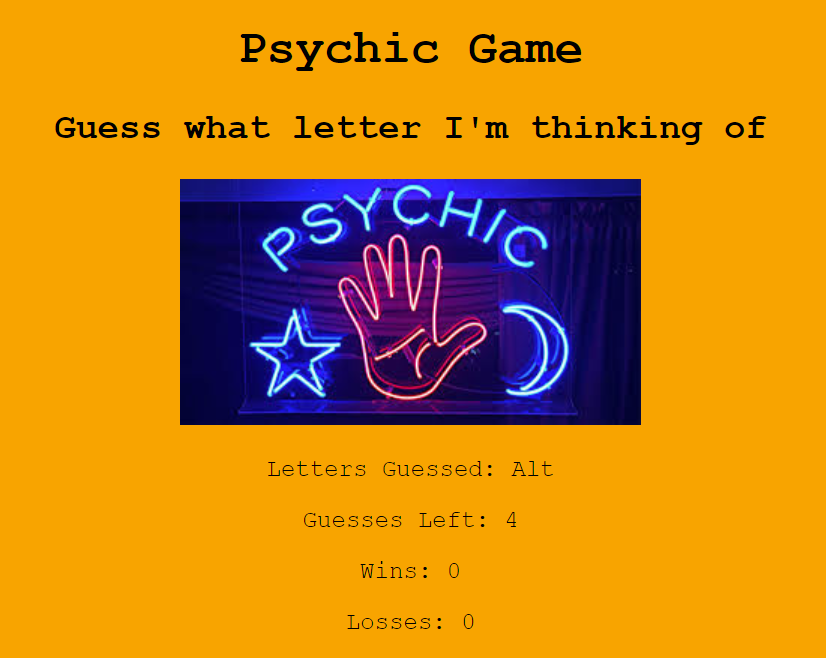 Psychic Game
Guess what letter I'm thinking of
PSYCHIC
Letters Guessed: Alt
Guesses Left: 4
Wins: 0
Losses: 0